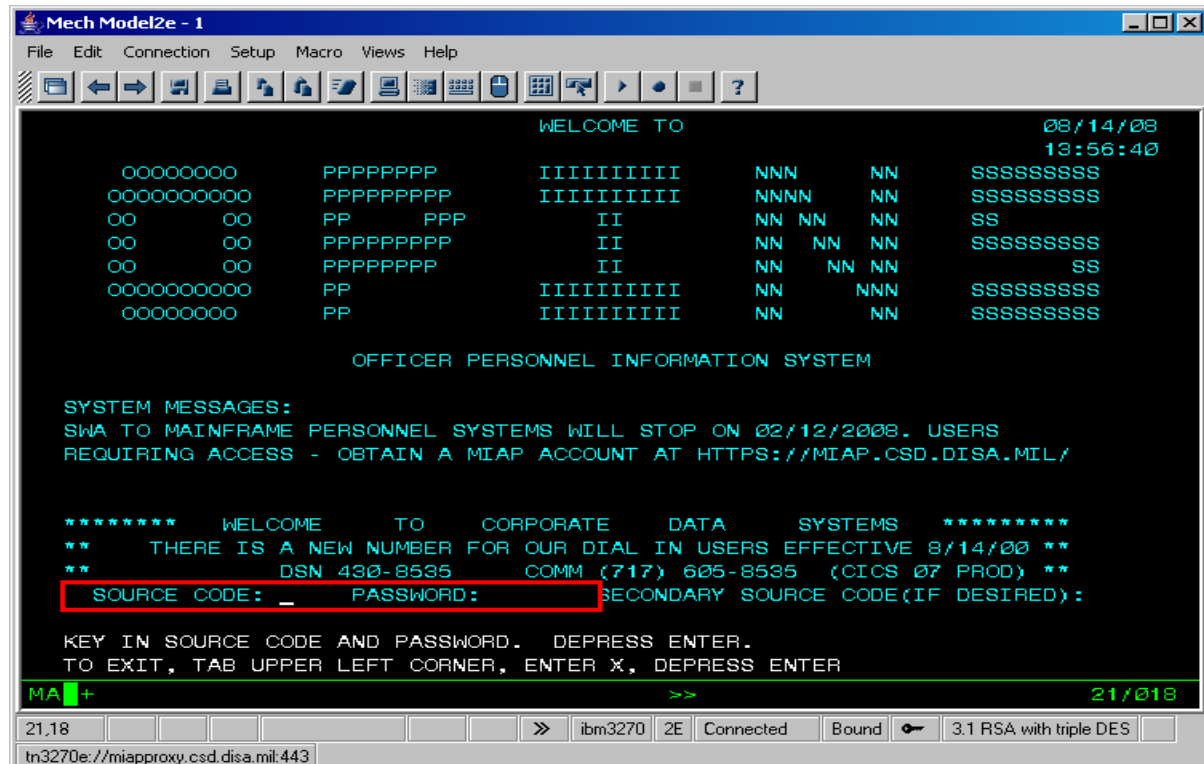 Mech Model2e - 1
File Edit Connection Setup Macro Views Help
WELCOME TO 08/14/08
13:56:40
OOOOOOOO PPPPPPPP IIIIIIIIII NNN NN SSSSSSSSS
OOOOOOOOOO PPPPPPPPP IIIIIIIIII NNNN NN SSSSSSSSS
OO OO PP PPP II NN NN NN SS
OO OO PPPPPPPPP II NN NN NN SSSSSSSSS
OO OO PPPPPPPP II NN NN NN SS
OOOOOOOOOO PP IIIIIIIIII NN NNN SSSSSSSSS
OOOOOOOO PP IIIIIIIIII NN NN SSSSSSSSS
OFFICER PERSONNEL INFORMATION SYSTEM
SYSTEM MESSAGES:
SWA TO MAINFRAME PERSONNEL SYSTEMS WILL STOP ON 02/12/2008. USERS
REQUIRING ACCESS - OBTAIN A MIAP ACCOUNT AT HTTPS://MIAP.CSD.DISA.MIL/
******** WELCOME TO CORPORATE DATA SYSTEMS *********
** THERE IS A NEW NUMBER FOR OUR DIAL IN USERS EFFECTIVE 8/14/00 **
** DSN 430-8535 COMM (717) 605-8535 (CICS 07 PROD) **
SOURCE CODE: _ PASSWORD: SECONDARY SOURCE CODE(IF DESIRED):
KEY IN SOURCE CODE AND PASSWORD. DEPRESS ENTER.
TO EXIT, TAB UPPER LEFT CORNER, ENTER X, DEPRESS ENTER
MA + >> 21/018
21,18 ibm3270 2E Connected Bound 3.1 RSA with triple DES
tn3270e://miapproxy.csd.disa.mil:443